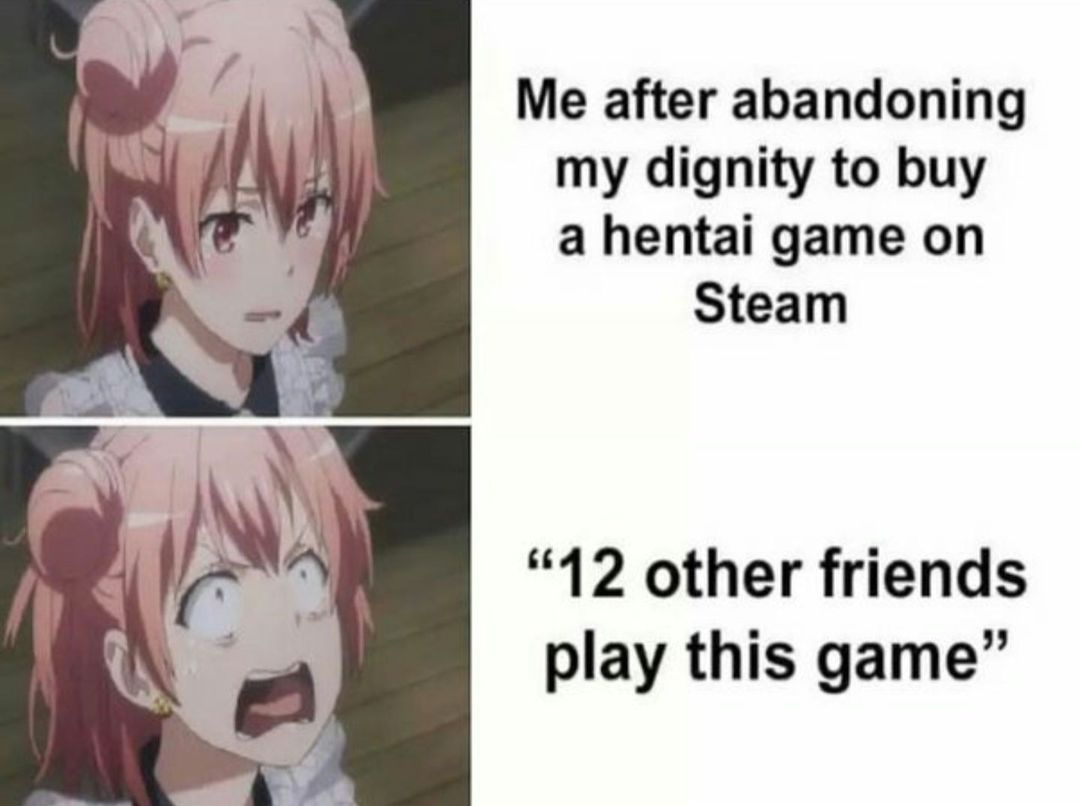 Me after abandoning
my dignity to buy
a hentai game on
Steam
“12 other friends
play this game”